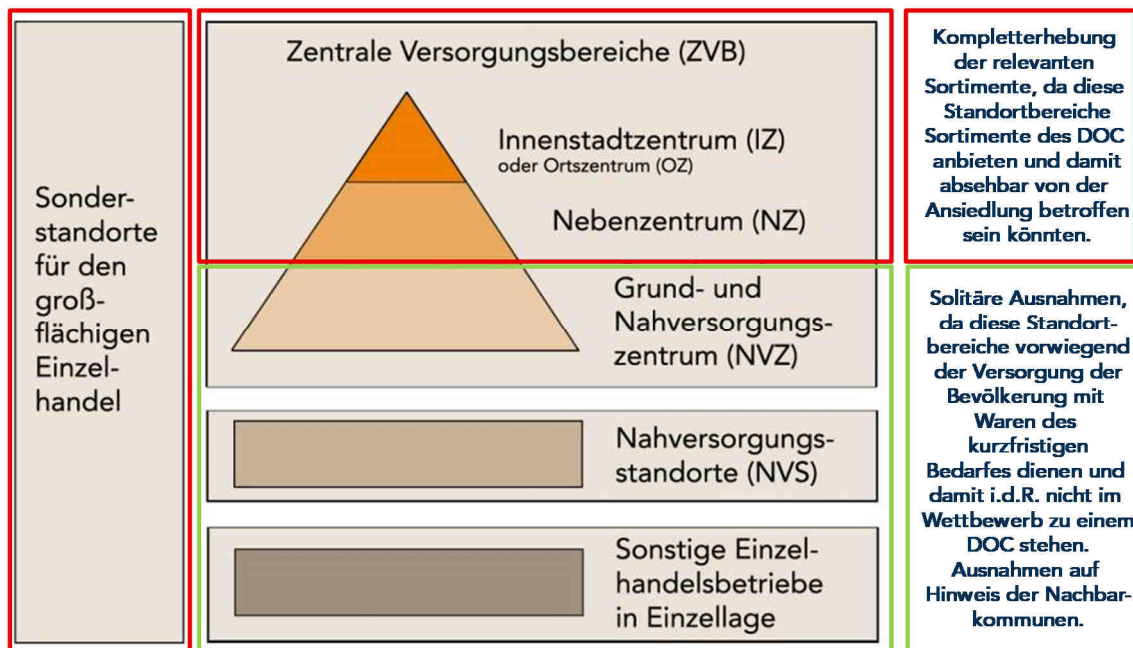 Sonder-
standorte
für den
groß-
flächigen
Einzel-
handel
Zentrale Versorgungsbereiche (ZVB)
Innenstadtzentrum (IZ)
oder Ortszentrum (OZ)
Nebenzentrum (NZ)
Grund- und
Nahversorgungs-
zentrum (NVZ)
Nahversorgungs-
standorte (NVS)
Sonstige Einzel-
handelsbetriebe
in Einzellage
Kompletterhebung
der relevanten
Sortimente, da diese
Standortbereiche
Sortimente des DOC
anbieten und damit
absehbar von der
Ansiedlung betroffen
sein könnten.
Solitäre Ausnahmen,
da diese Standort-
bereiche vorwiegend
der Versorgung der
Bevölkerung mit
Waren des
kurzfristigen
Bedarfes dienen und
damit i.d.R. nicht im
Wettbewerb zu einem
DOC stehen.
Ausnahmen auf
Hinweis der Nachbar-
kommunen.